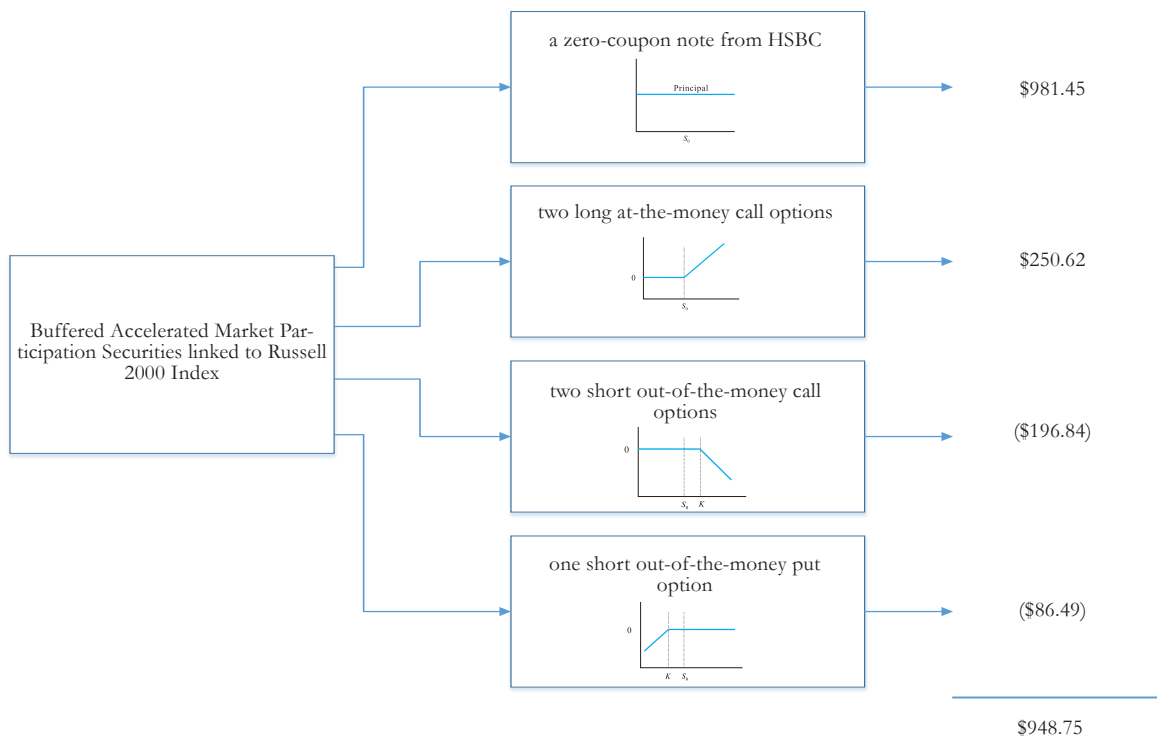 a zero-coupon note from HSBC
Principal
S₀
$981.45
two long at-the-money call options
0
S₀
$250.62
Buffered Accelerated Market Par-
ticipation Securities linked to Russell
2000 Index
two short out-of-the-money call
options
0
S₀ K
($196.84)
one short out-of-the-money put
option
0
K S₀
($86.49)
$948.75